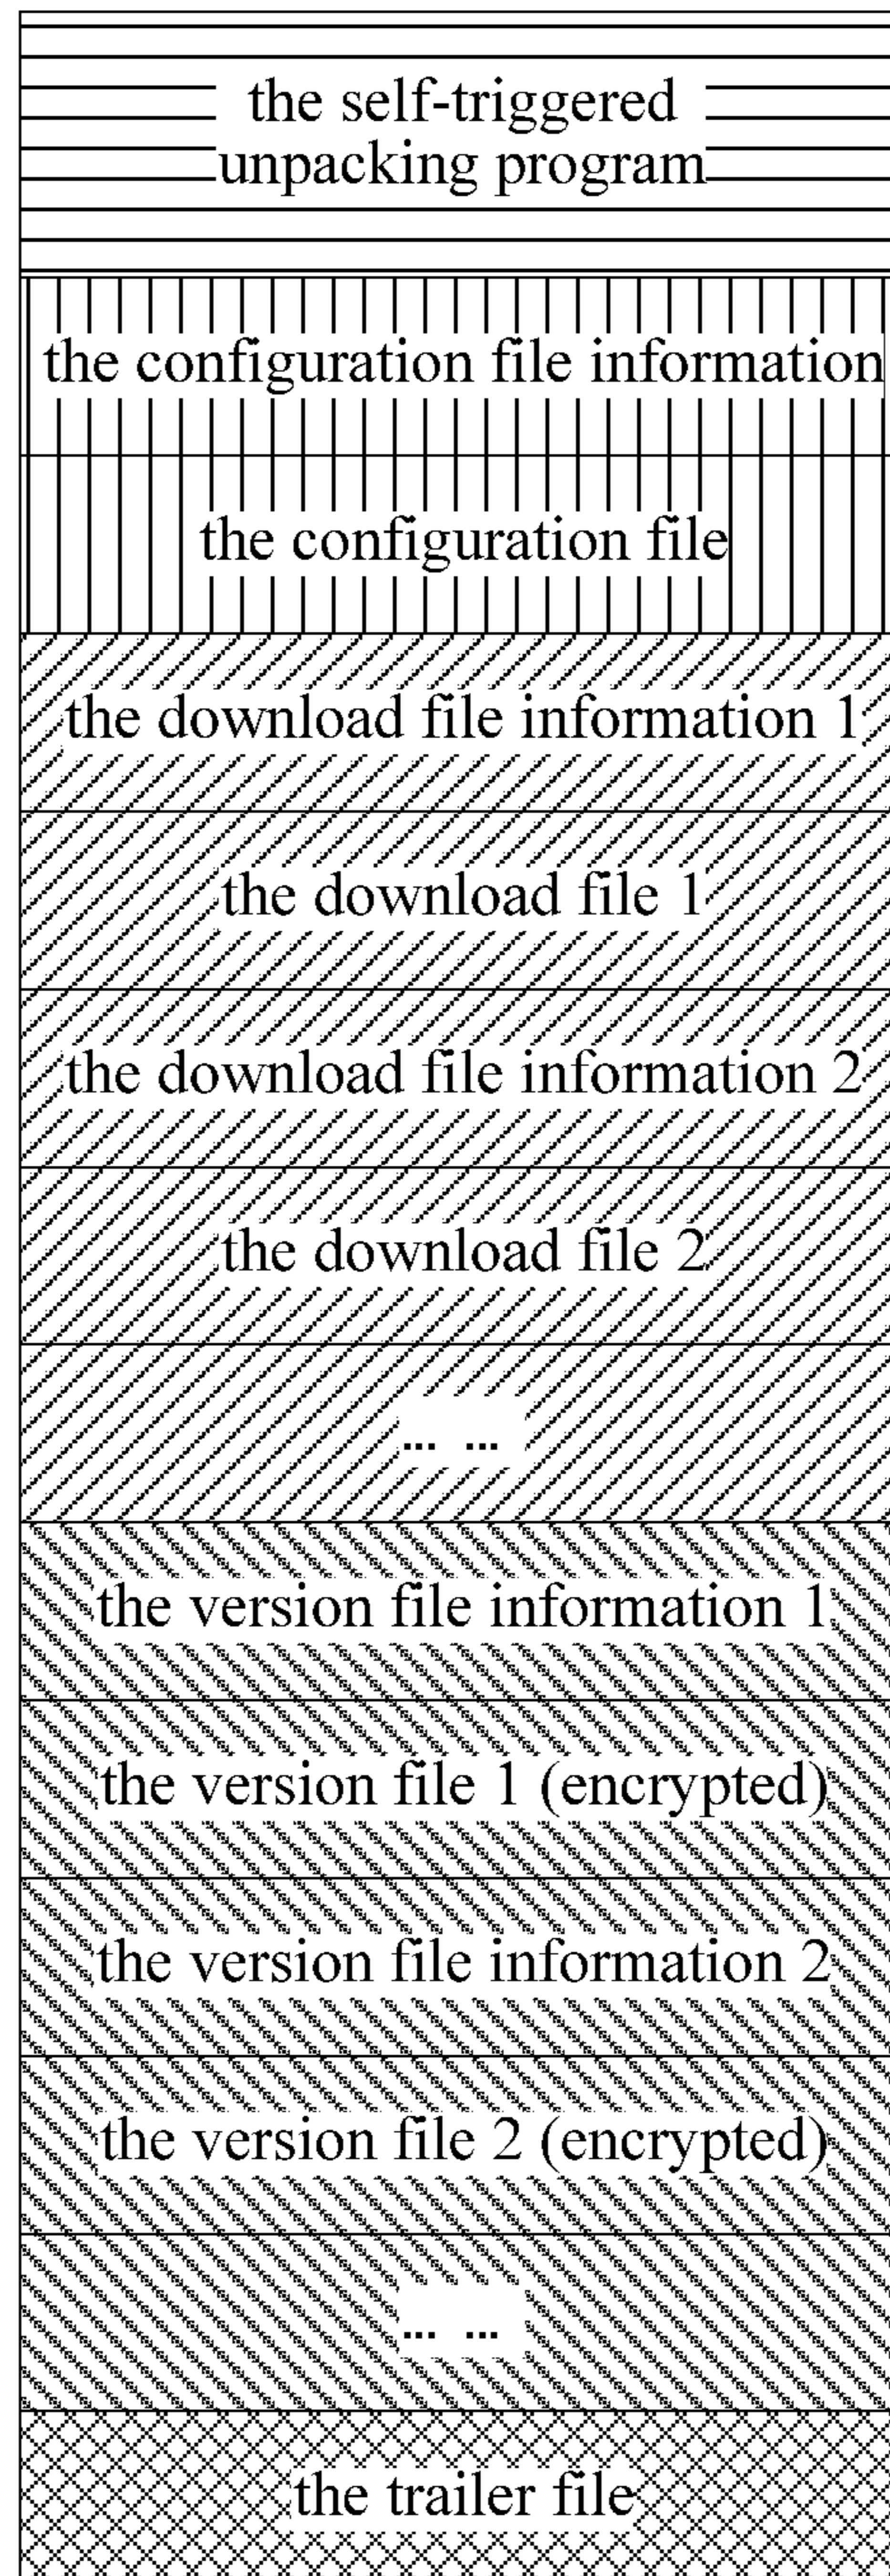 the self-triggered
unpacking program
the configuration file information
the configuration file
the download file information 1
the download file 1
the download file information 2
the download file 2
... ...
the version file information 1
the version file 1 (encrypted)
the version file information 2
the version file 2 (encrypted)
... ...
the trailer file